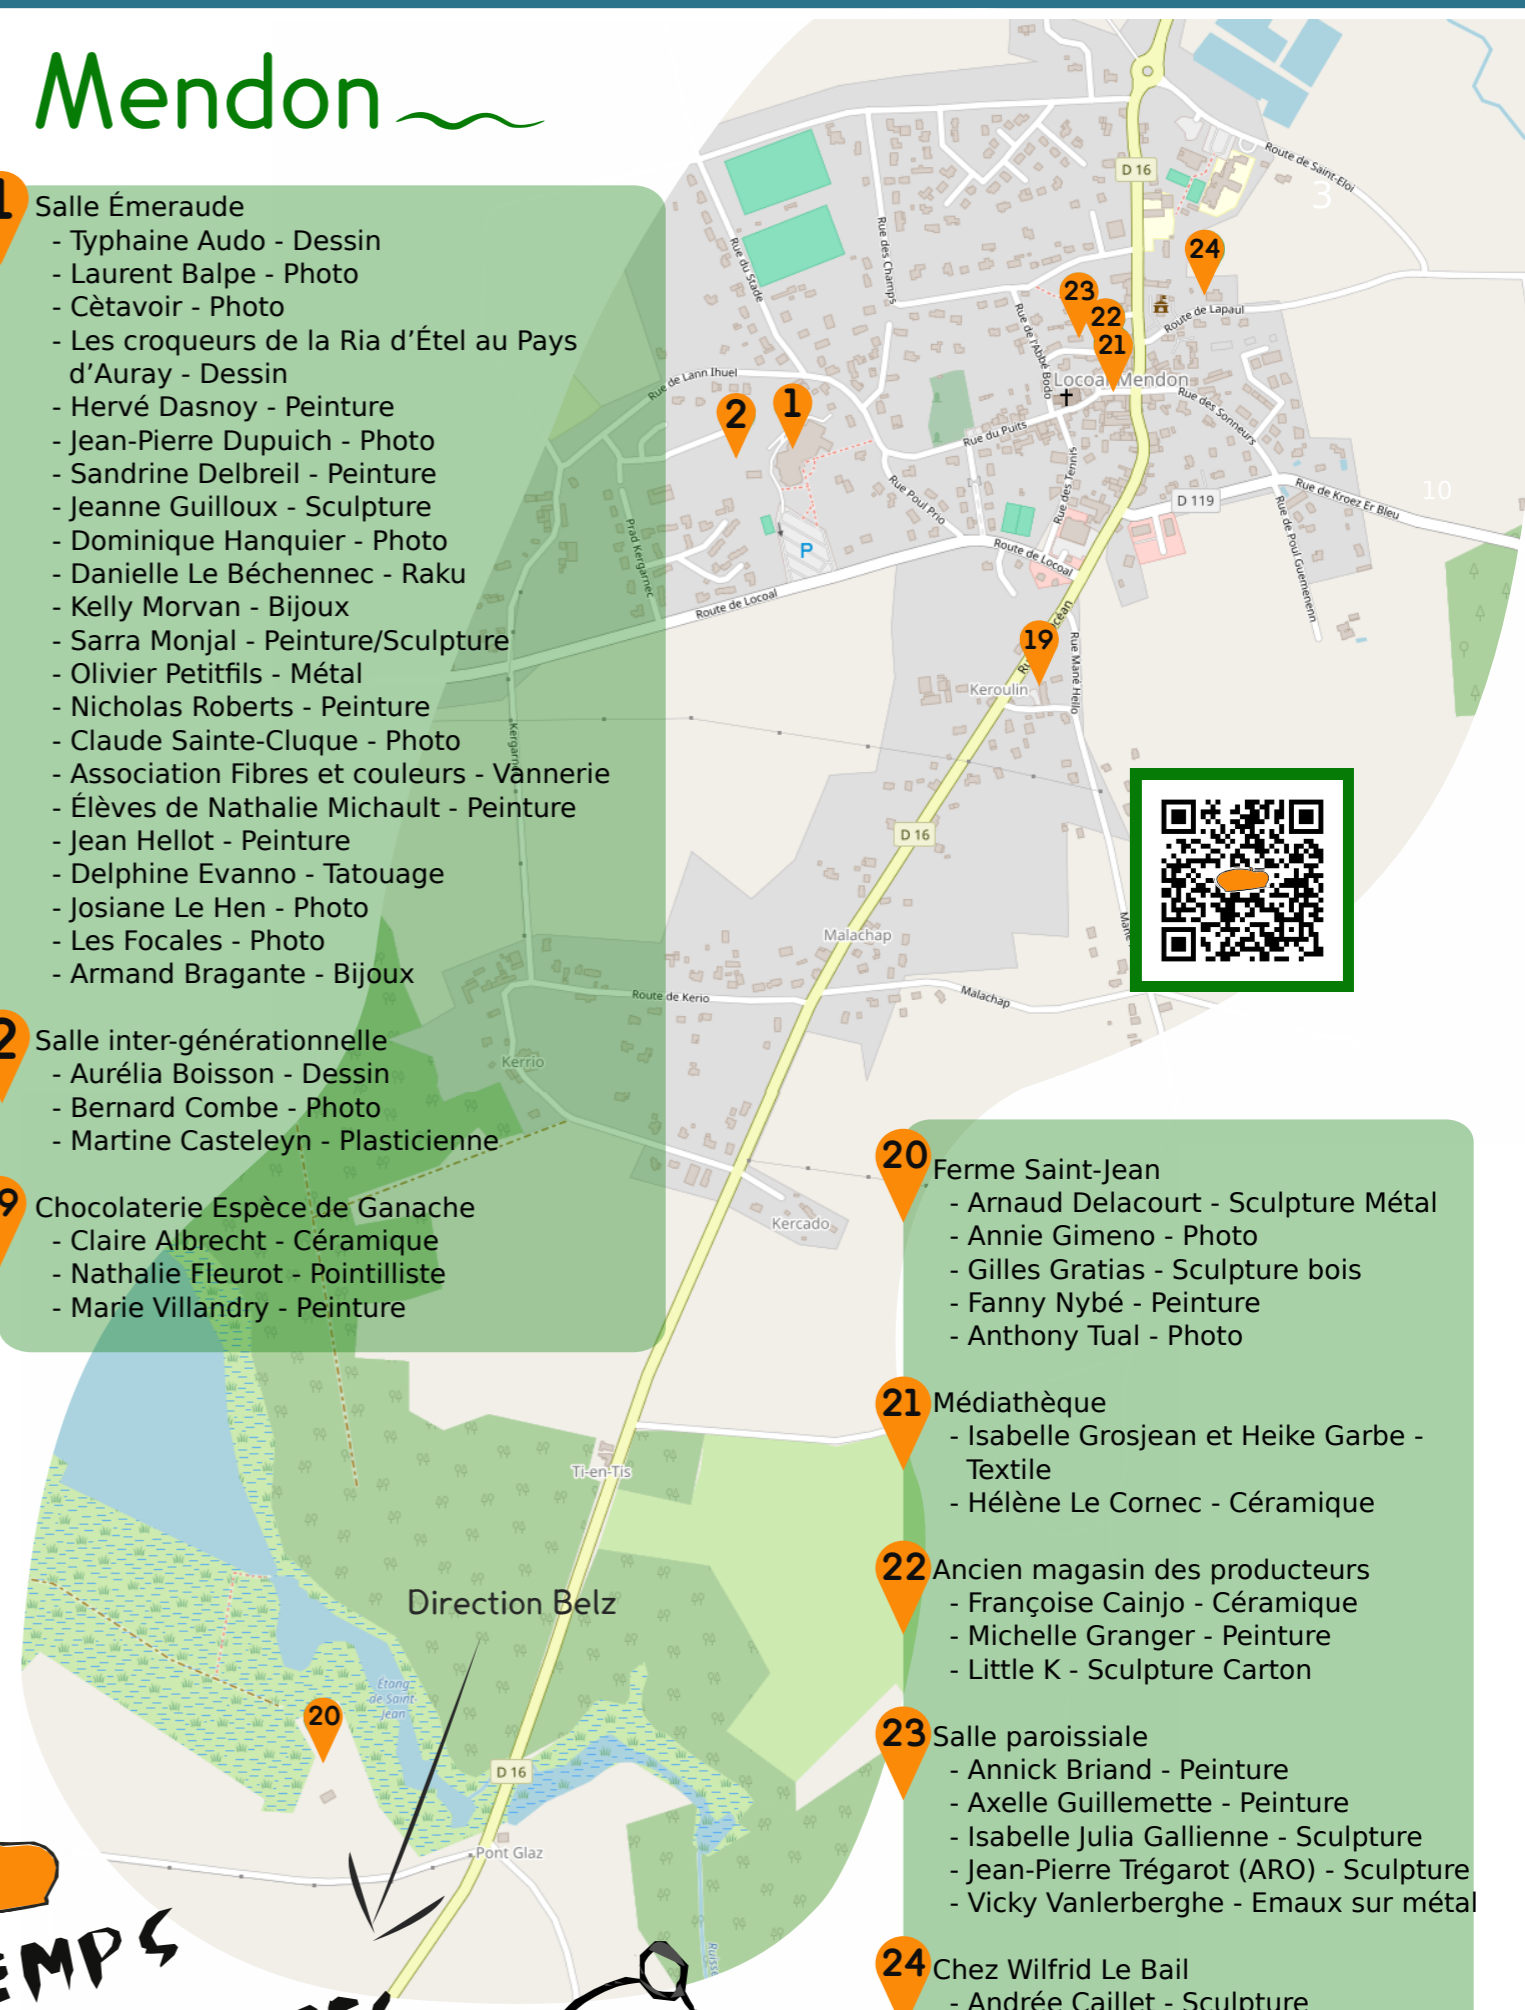 Mendon
1
Salle Émeraude
- Typhaine Audo - Dessin
- Laurent Balpe - Photo
- Cètavoir - Photo
- Les croqueurs de la Ria d’Étel au Pays
d’Auray - Dessin
- Hervé Dasnoy - Peinture
- Jean-Pierre Dupuich - Photo
- Sandrine Delbreil - Peinture
- Jeanne Guilloux - Sculpture
- Dominique Hanquier - Photo
- Danielle Le Béchennec - Raku
- Kelly Morvan - Bijoux
- Sarra Monjal - Peinture/Sculpture
- Olivier Petitfils - Métal
- Nicholas Roberts - Peinture
- Claude Sainte-Cluque - Photo
- Association Fibres et couleurs - Vannerie
- Élèves de Nathalie Michault - Peinture
- Jean Hellot - Peinture
- Delphine Evanno - Tatouage
- Josiane Le Hen - Photo
- Les Focales - Photo
- Armand Bragante - Bijoux
2
Salle inter-générationnelle
- Aurélia Boisson - Dessin
- Bernard Combe - Photo
- Martine Casteleyn - Plasticienne
9
Chocolaterie Espèce de Ganache
- Claire Albrecht - Céramique
- Nathalie Fleurot - Pointilliste
- Marie Villandry - Peinture
20
Ferme Saint-Jean
- Arnaud Delacourt - Sculpture Métal
- Annie Gimeno - Photo
- Gilles Gratias - Sculpture bois
- Fanny Nybé - Peinture
- Anthony Tual - Photo
21
Médiathèque
- Isabelle Grosjean et Heike Garbe -
Textile
- Hélène Le Cornec - Céramique
22
Ancien magasin des producteurs
- Françoise Cainjo - Céramique
- Michelle Granger - Peinture
- Little K - Sculpture Carton
23
Salle paroissiale
- Annick Briand - Peinture
- Axelle Guillemette - Peinture
- Isabelle Julia Gallienne - Sculpture
- Jean-Pierre Trégarot (ARO) - Sculpture
- Vicky Vanlerberghe - Emaux sur métal
24
Chez Wilfrid Le Bail
- Andrée Caillet - Sculpture
Route de Saint-Eloi
D 16
3
Rue du Stade
Rue des Champs
24
23
22
21
Route de Lapaul
Rue de l'Abbé Bodo
Locoal-Mendon
Rue de Lann Ihuel
2
1
Rue des Sonneurs
Rue du Puits
Rue Poul Prio
Rue des Tennis
D 119
10
Rue de Kroez Er Bleu
Rue de Poul Guemenenn
Prad Kergarnec
P
Route de Locoal
Route de Locoal
19
Rue Mané Hello
Keroulin
D 16
Malachap
Route de Kerio
Malachap
Kerrio
Kercado
Ti-en-Tis
Direction Belz
Étang
de Saint-
Jean
20
D 16
Pont Glaz